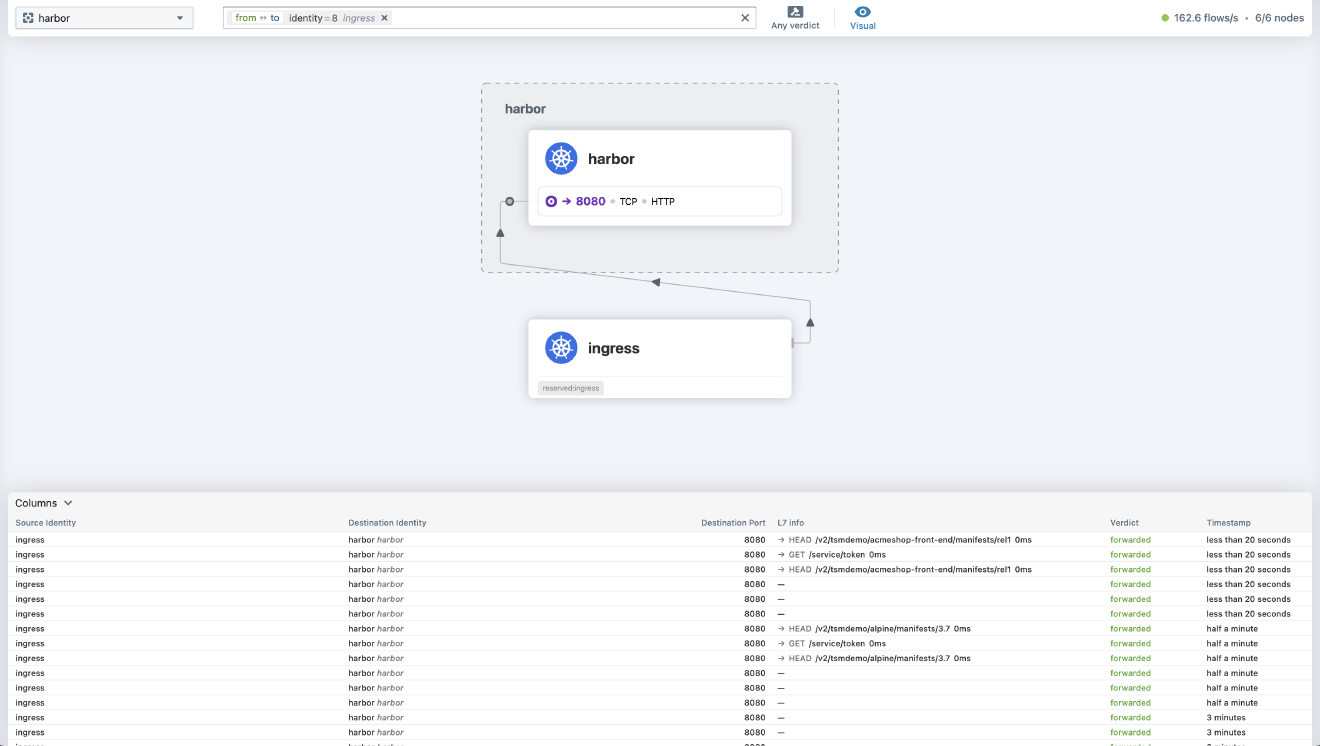 harbor
from ↔ to identity=8 ingress ×
Any verdict
Visual
162.6 flows/s • 6/6 nodes
harbor
harbor
→ 8080 • TCP • HTTP
ingress
reserved:ingress
Columns
Source Identity Destination Identity Destination Port L7 info Verdict Timestamp
ingress harbor harbor 8080 → HEAD /v2/tsmdemo/acmeshop-front-end/manifests/rel1 0ms forwarded less than 20 seconds
ingress harbor harbor 8080 → GET /service/token 0ms forwarded less than 20 seconds
ingress harbor harbor 8080 → HEAD /v2/tsmdemo/acmeshop-front-end/manifests/rel1 0ms forwarded less than 20 seconds
ingress harbor harbor 8080 — forwarded less than 20 seconds
ingress harbor harbor 8080 — forwarded less than 20 seconds
ingress harbor harbor 8080 — forwarded less than 20 seconds
ingress harbor harbor 8080 → HEAD /v2/tsmdemo/alpine/manifests/3.7 0ms forwarded half a minute
ingress harbor harbor 8080 → GET /service/token 0ms forwarded half a minute
ingress harbor harbor 8080 → HEAD /v2/tsmdemo/alpine/manifests/3.7 0ms forwarded half a minute
ingress harbor harbor 8080 — forwarded half a minute
ingress harbor harbor 8080 — forwarded half a minute
ingress harbor harbor 8080 — forwarded half a minute
ingress harbor harbor 8080 — forwarded 3 minutes
ingress harbor harbor 8080 — forwarded 3 minutes